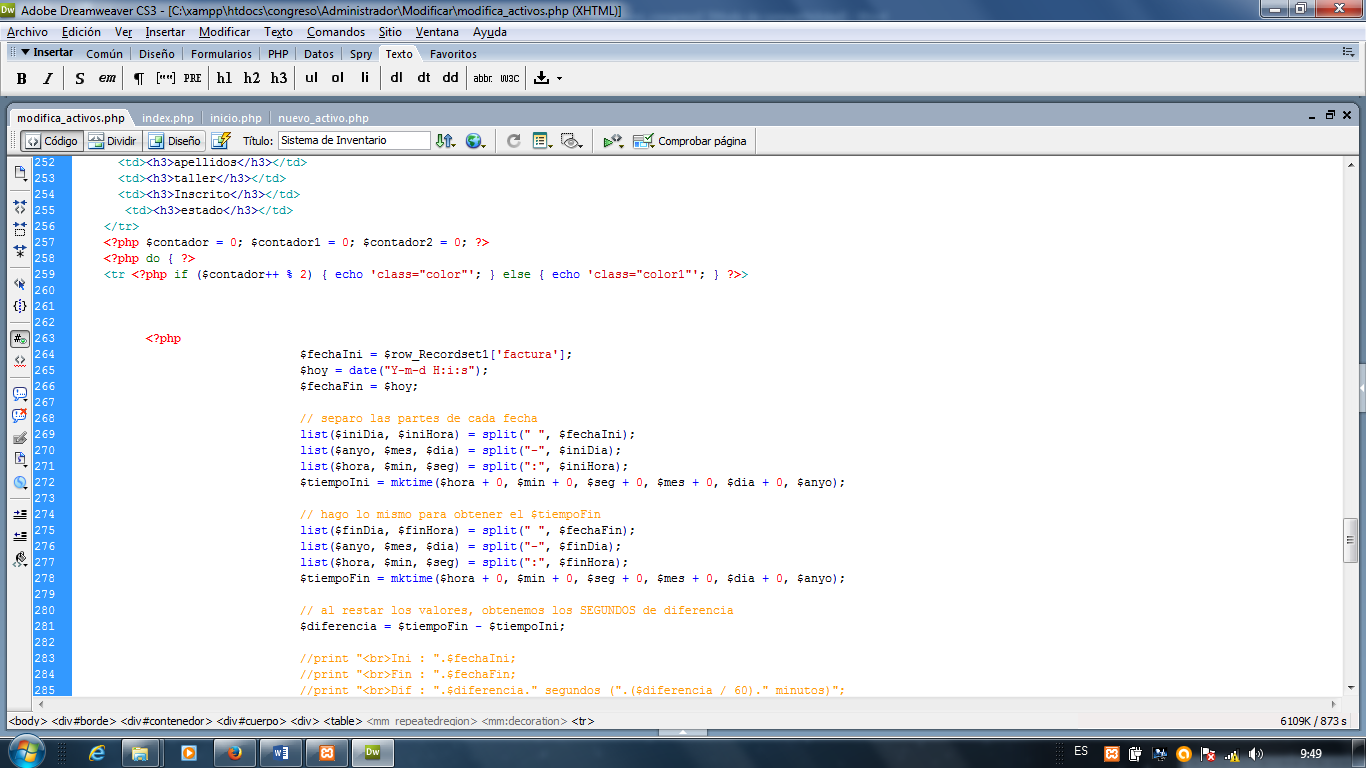 Adobe Dreamweaver CS3 - [C:\xampp\htdocs\congreso\Administrador\Modificar\modifica_activos.php (XHTML)]
Archivo Edición Ver Insertar Modificar Texto Comandos Sitio Ventana Ayuda
Insertar Común Diseño Formularios PHP Datos Spry Texto Favoritos
B I S em ¶ [""] PRE h1 h2 h3 ul ol li dl dt dd abbr. W3C
modifica_activos.php index.php inicio.php nuevo_activo.php
Código Dividir Diseño Título: Sistema de Inventario Comprobar página
252 <td><h3>apellidos</h3></td>
253 <td><h3>taller</h3></td>
254 <td><h3>Inscrito</h3></td>
255 <td><h3>estado</h3></td>
256 </tr>
257 <?php $contador = 0; $contador1 = 0; $contador2 = 0; ?>
258 <?php do { ?>
259 <tr <?php if ($contador++ % 2) { echo 'class="color"'; } else { echo 'class="color1"'; } ?>>
260
261
262
263 <?php
264 $fechaIni = $row_Recordset1['factura'];
265 $hoy = date("Y-m-d H:i:s");
266 $fechaFin = $hoy;
267
268 // separo las partes de cada fecha
269 list($iniDia, $iniHora) = split(" ", $fechaIni);
270 list($anyo, $mes, $dia) = split("-", $iniDia);
271 list($hora, $min, $seg) = split(":", $iniHora);
272 $tiempoIni = mktime($hora + 0, $min + 0, $seg + 0, $mes + 0, $dia + 0, $anyo);
273
274 // hago lo mismo para obtener el $tiempoFin
275 list($finDia, $finHora) = split(" ", $fechaFin);
276 list($anyo, $mes, $dia) = split("-", $finDia);
277 list($hora, $min, $seg) = split(":", $finHora);
278 $tiempoFin = mktime($hora + 0, $min + 0, $seg + 0, $mes + 0, $dia + 0, $anyo);
279
280 // al restar los valores, obtenemos los SEGUNDOS de diferencia
281 $diferencia = $tiempoFin - $tiempoIni;
282
283 //print "<br>Ini : ".$fechaIni;
284 //print "<br>Fin : ".$fechaFin;
285 //print "<br>Dif : ".$diferencia." segundos (".($diferencia / 60)." minutos)";
<body> <div#borde> <div#contenedor> <div#cuerpo> <div> <table> <mm_repeatedregion> <mm:decoration> <tr> 6109K / 873 s
Dw ES 9:49